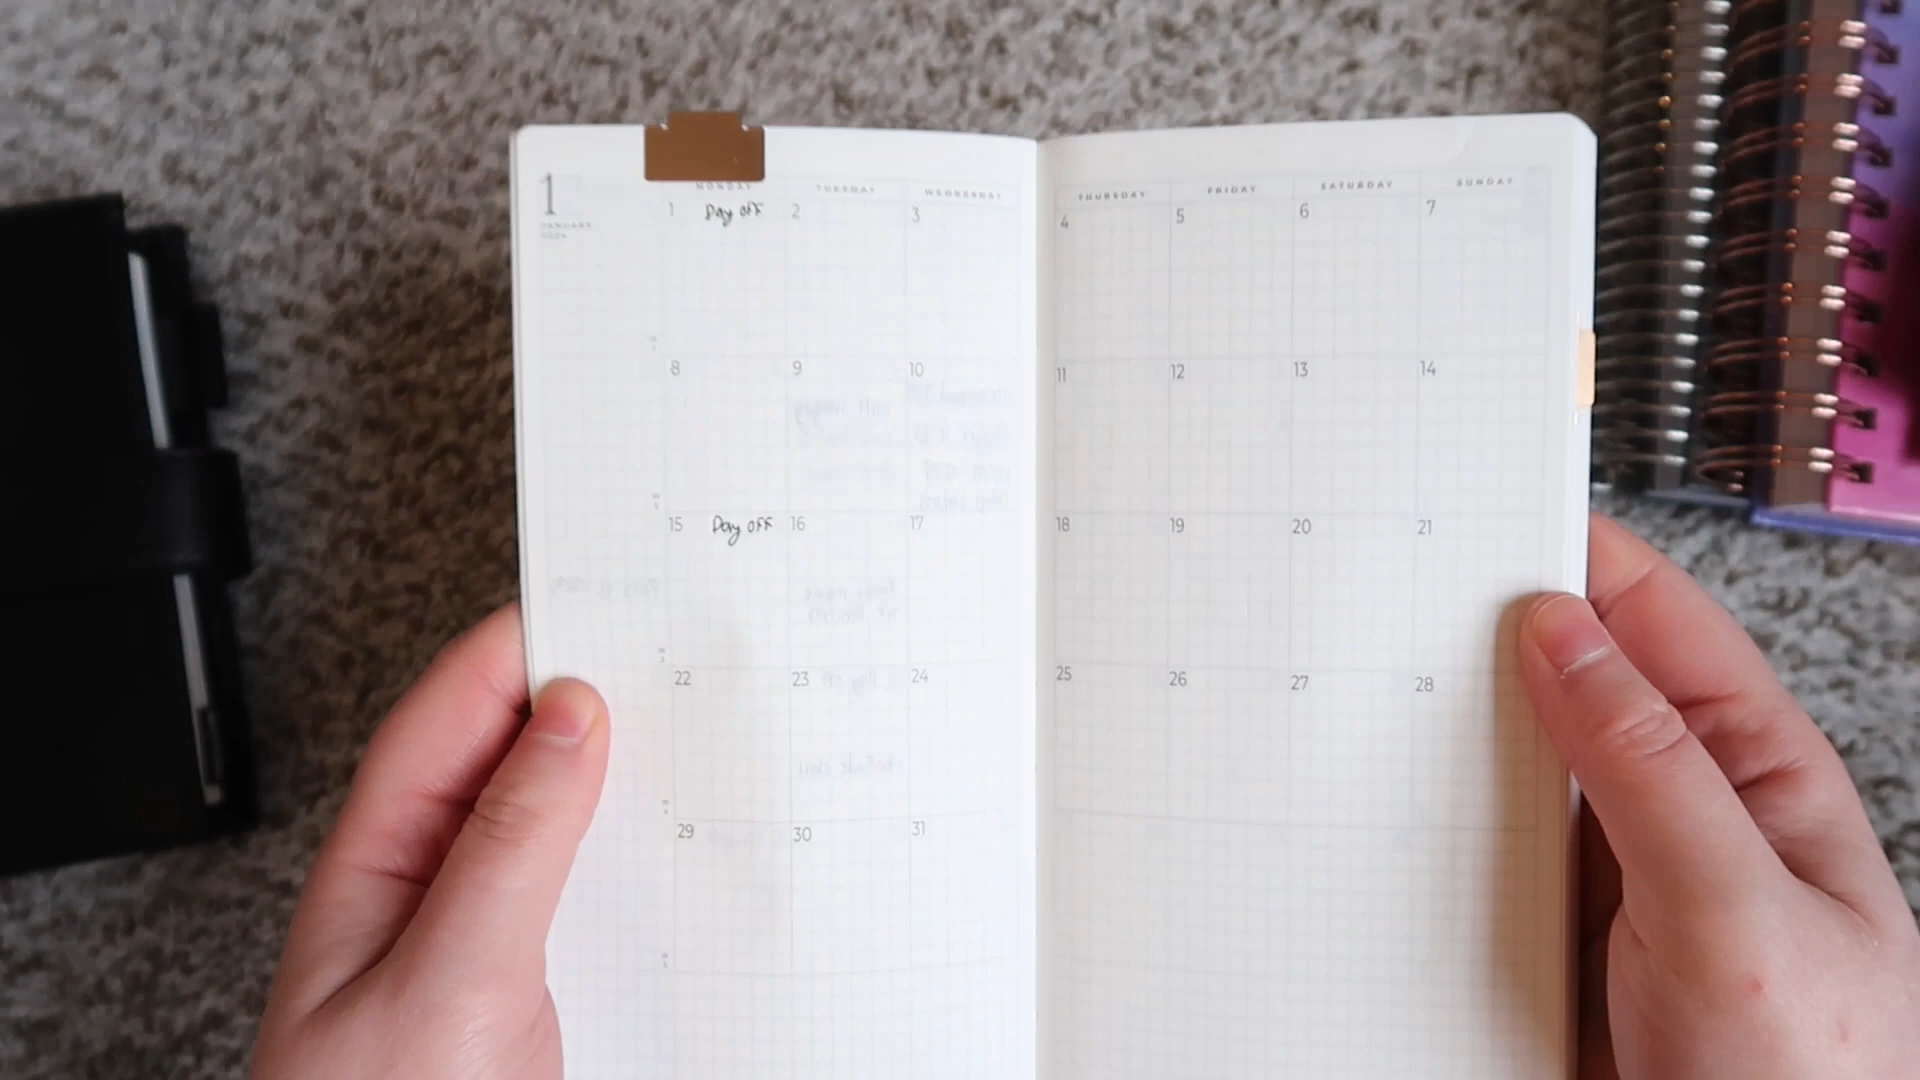 1
JANUARY
2024
MONDAY TUESDAY WEDNESDAY THURSDAY FRIDAY SATURDAY SUNDAY
1 Day off 2 3 4 5 6 7
8 9 10 11 12 13 14
15 Day off 16 17 18 19 20 21
22 23 24 25 26 27 28
29 30 31